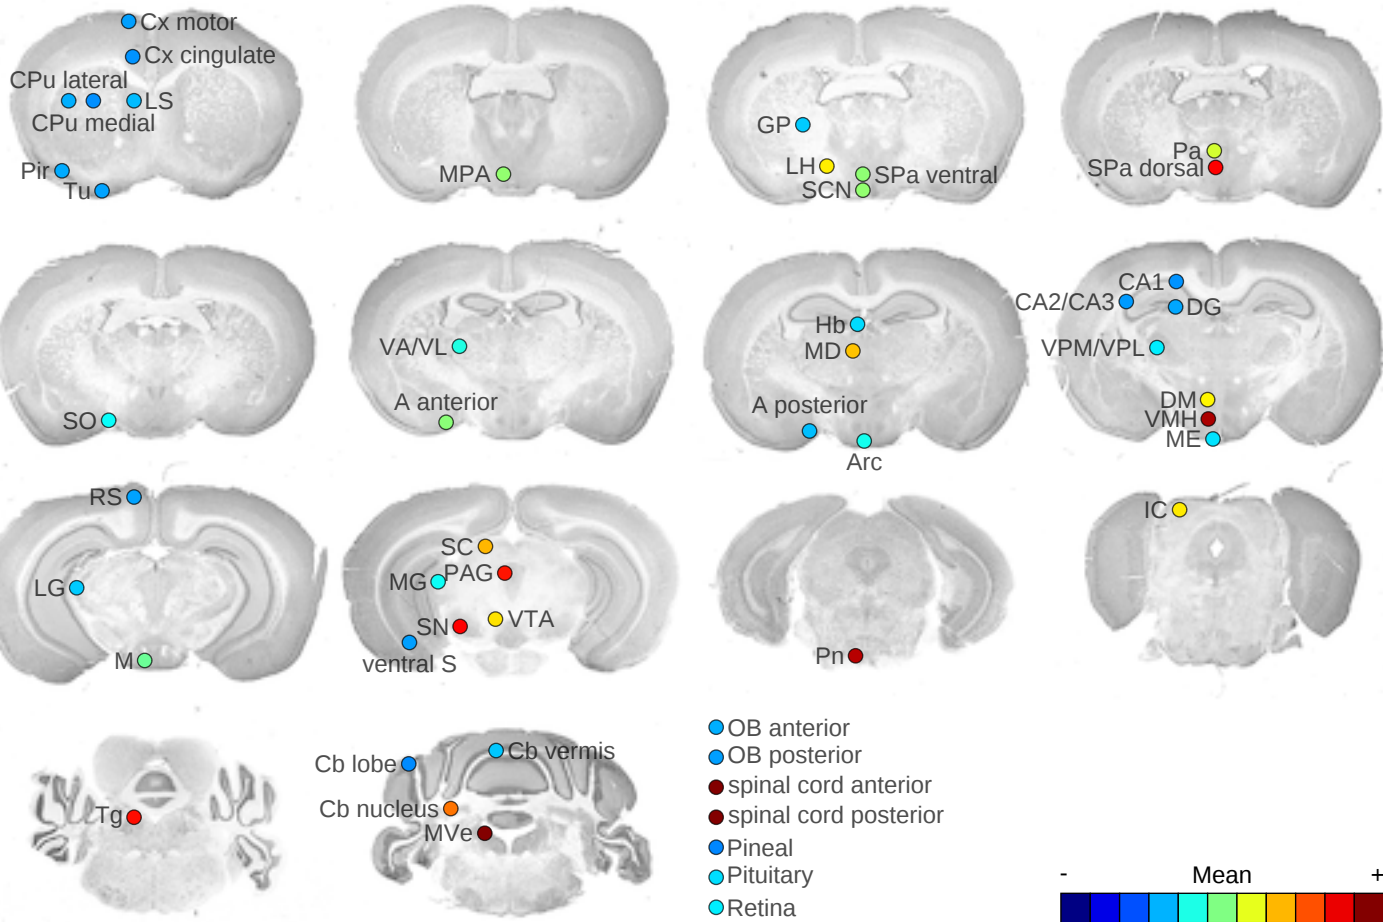 Cx motor
Cx cingulate
CPu lateral
LS
CPu medial
Pir
Tu
MPA
GP
LH
SPa ventral
SCN
Pa
SPa dorsal
SO
VA/VL
A anterior
Hb
MD
A posterior
Arc
CA1
CA2/CA3
DG
VPM/VPL
DM
VMH
ME
RS
LG
M
SC
MG
PAG
SN
VTA
ventral S
Pn
IC
Tg
Cb lobe
Cb vermis
Cb nucleus
MVe
OB anterior
OB posterior
spinal cord anterior
spinal cord posterior
Pineal
Pituitary
Retina
- Mean +